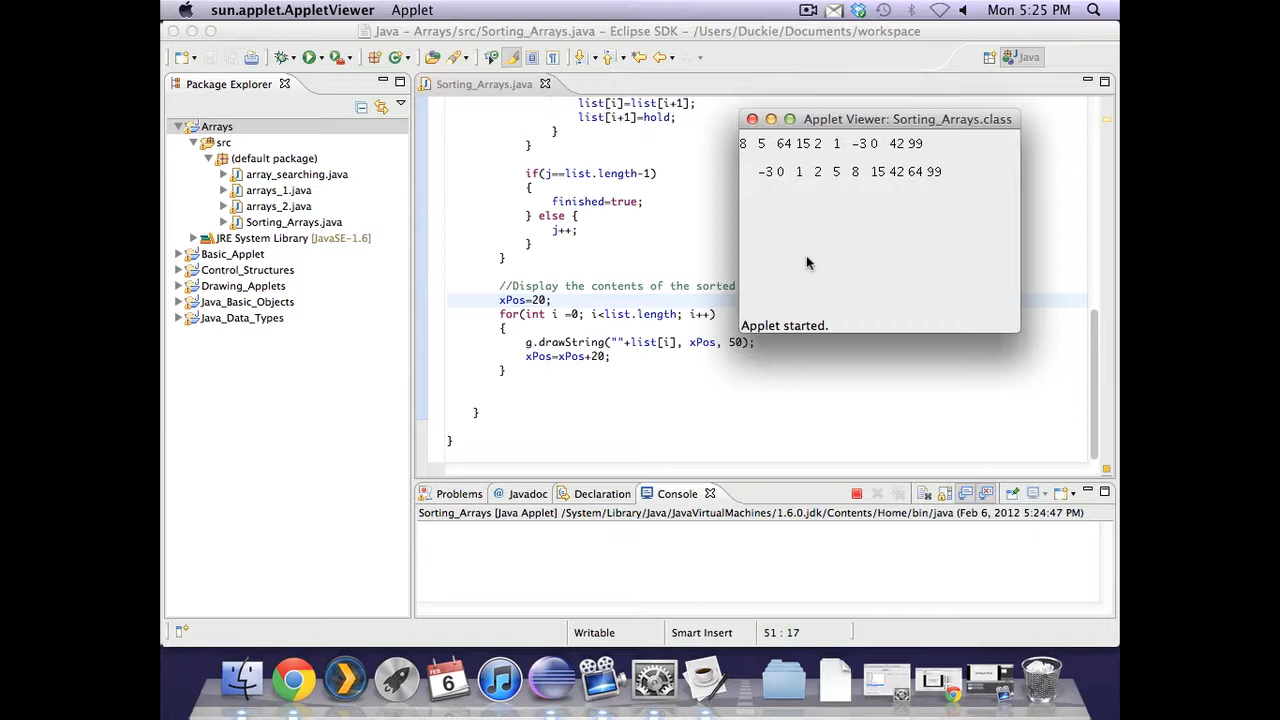 sun.applet.AppletViewer Applet Mon 5:25 PM
Java – Arrays/src/Sorting_Arrays.java – Eclipse SDK – /Users/Duckie/Documents/workspace
Java
Package Explorer
Arrays
src
(default package)
array_searching.java
arrays_1.java
arrays_2.java
Sorting_Arrays.java
JRE System Library [JavaSE-1.6]
Basic_Applet
Control_Structures
Drawing_Applets
Java_Basic_Objects
Java_Data_Types
Sorting_Arrays.java
list[i]=list[i+1];
list[i+1]=hold;
}
}
if(j==list.length-1)
{
finished=true;
} else {
j++;
}
}
//Display the contents of the sorted
xPos=20;
for(int i =0; i<list.length; i++)
{
g.drawString(""+list[i], xPos, 50);
xPos=xPos+20;
}
}
}
Applet Viewer: Sorting_Arrays.class
8 5 64 15 2 1 -3 0 42 99
-3 0 1 2 5 8 15 42 64 99
Applet started.
Problems @ Javadoc Declaration Console
Sorting_Arrays [Java Applet] /System/Library/Java/JavaVirtualMachines/1.6.0.jdk/Contents/Home/bin/java (Feb 6, 2012 5:24:47 PM)
Writable Smart Insert 51 : 17
FEB
6